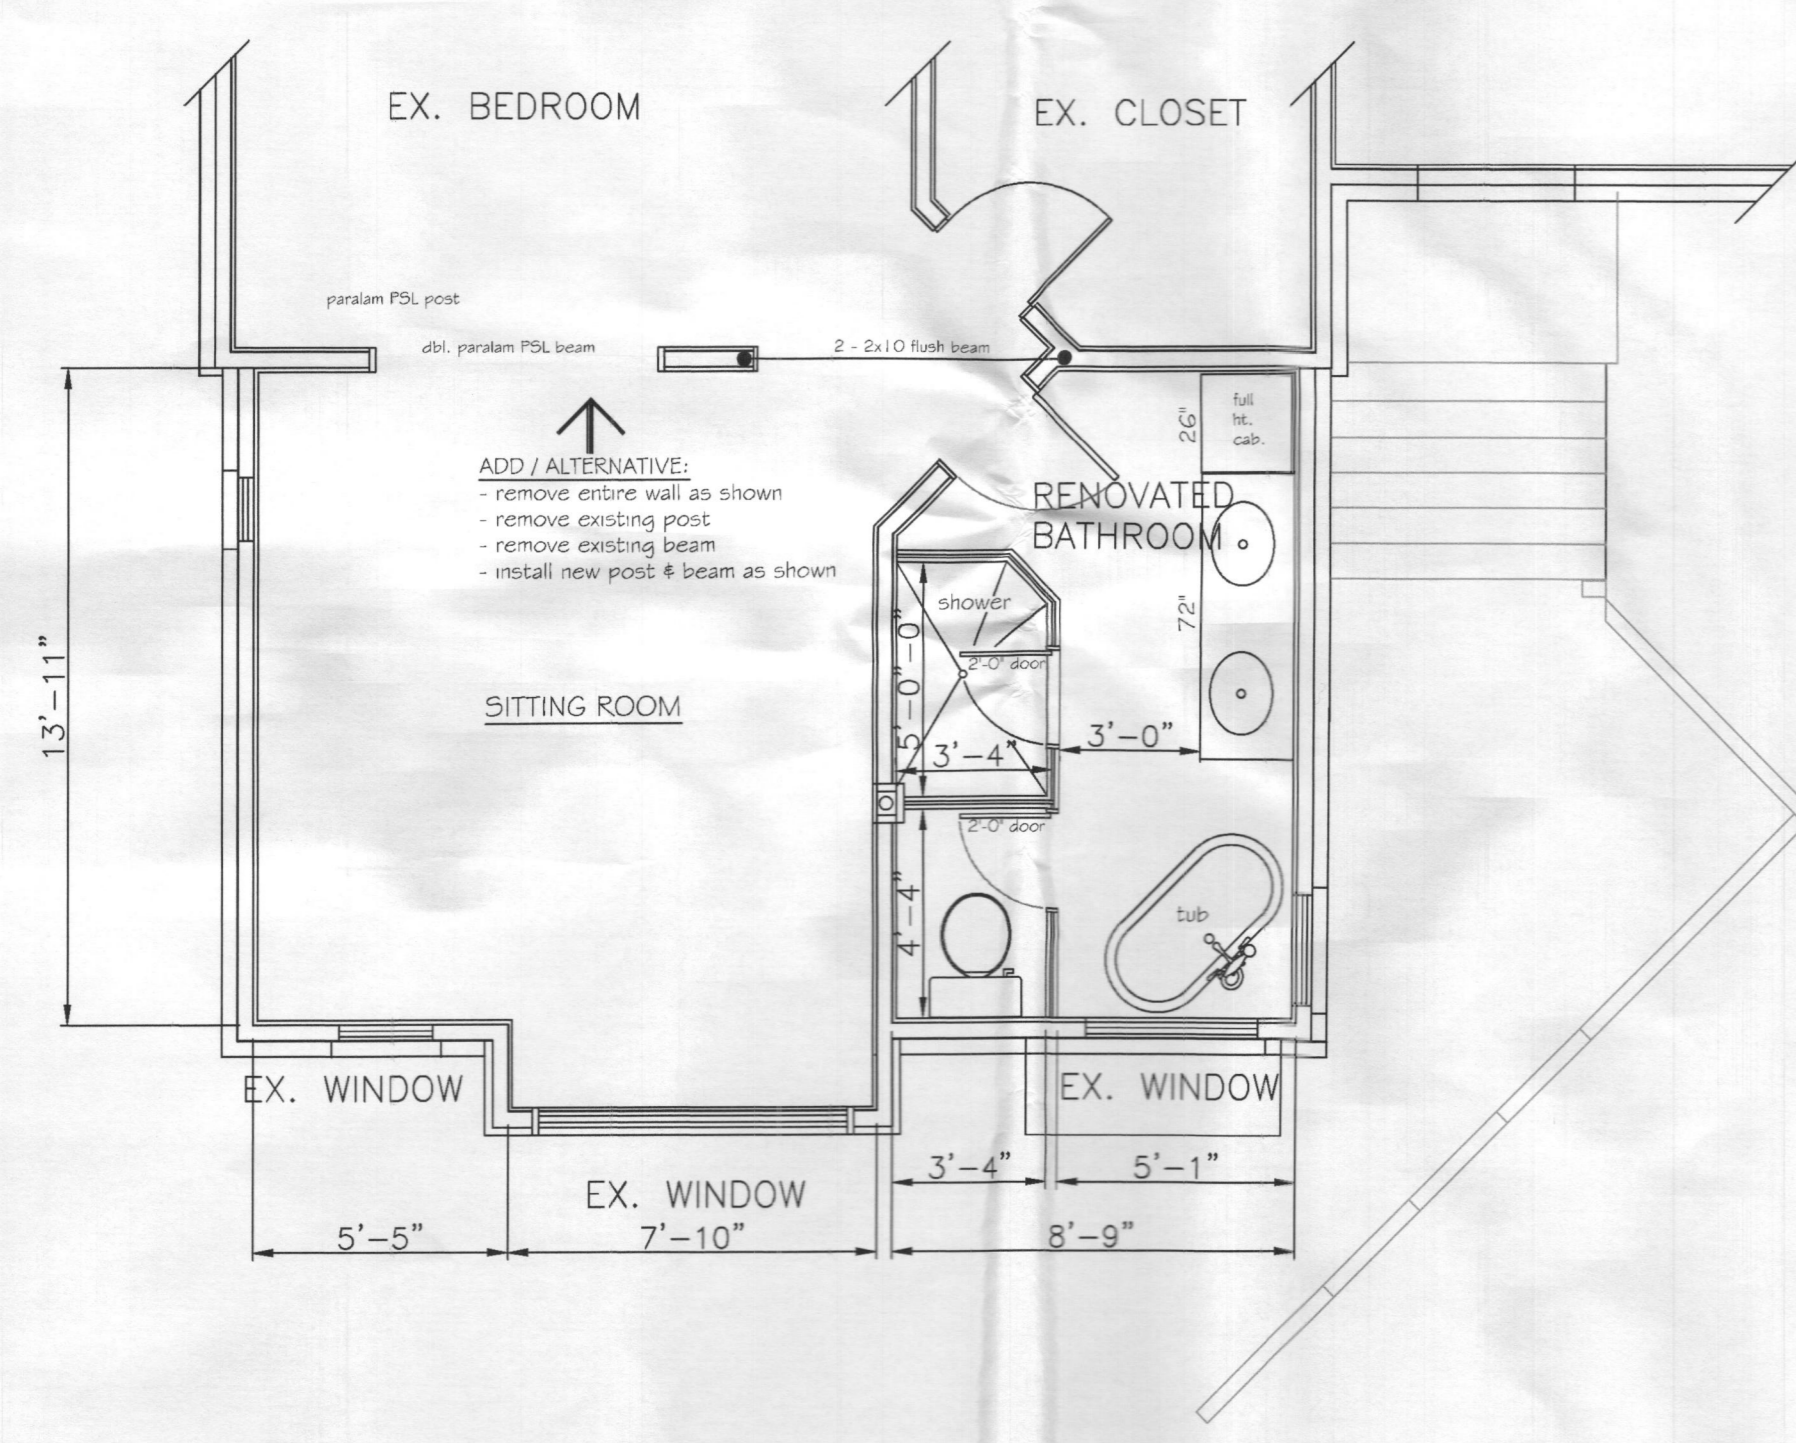 EX. BEDROOM
EX. CLOSET
paralam PSL post
dbl. paralam PSL beam
2 - 2x10 flush beam
full
ht.
cab.
26"
ADD / ALTERNATIVE:
- remove entire wall as shown
- remove existing post
- remove existing beam
- install new post & beam as shown
RENOVATED
BATHROOM
shower
72"
5'-0"
2'-0" door
13'-11"
SITTING ROOM
3'-4"
3'-0"
2'-0" door
4'-4"
tub
EX. WINDOW
EX. WINDOW
3'-4"
5'-1"
EX. WINDOW
5'-5"
7'-10"
8'-9"